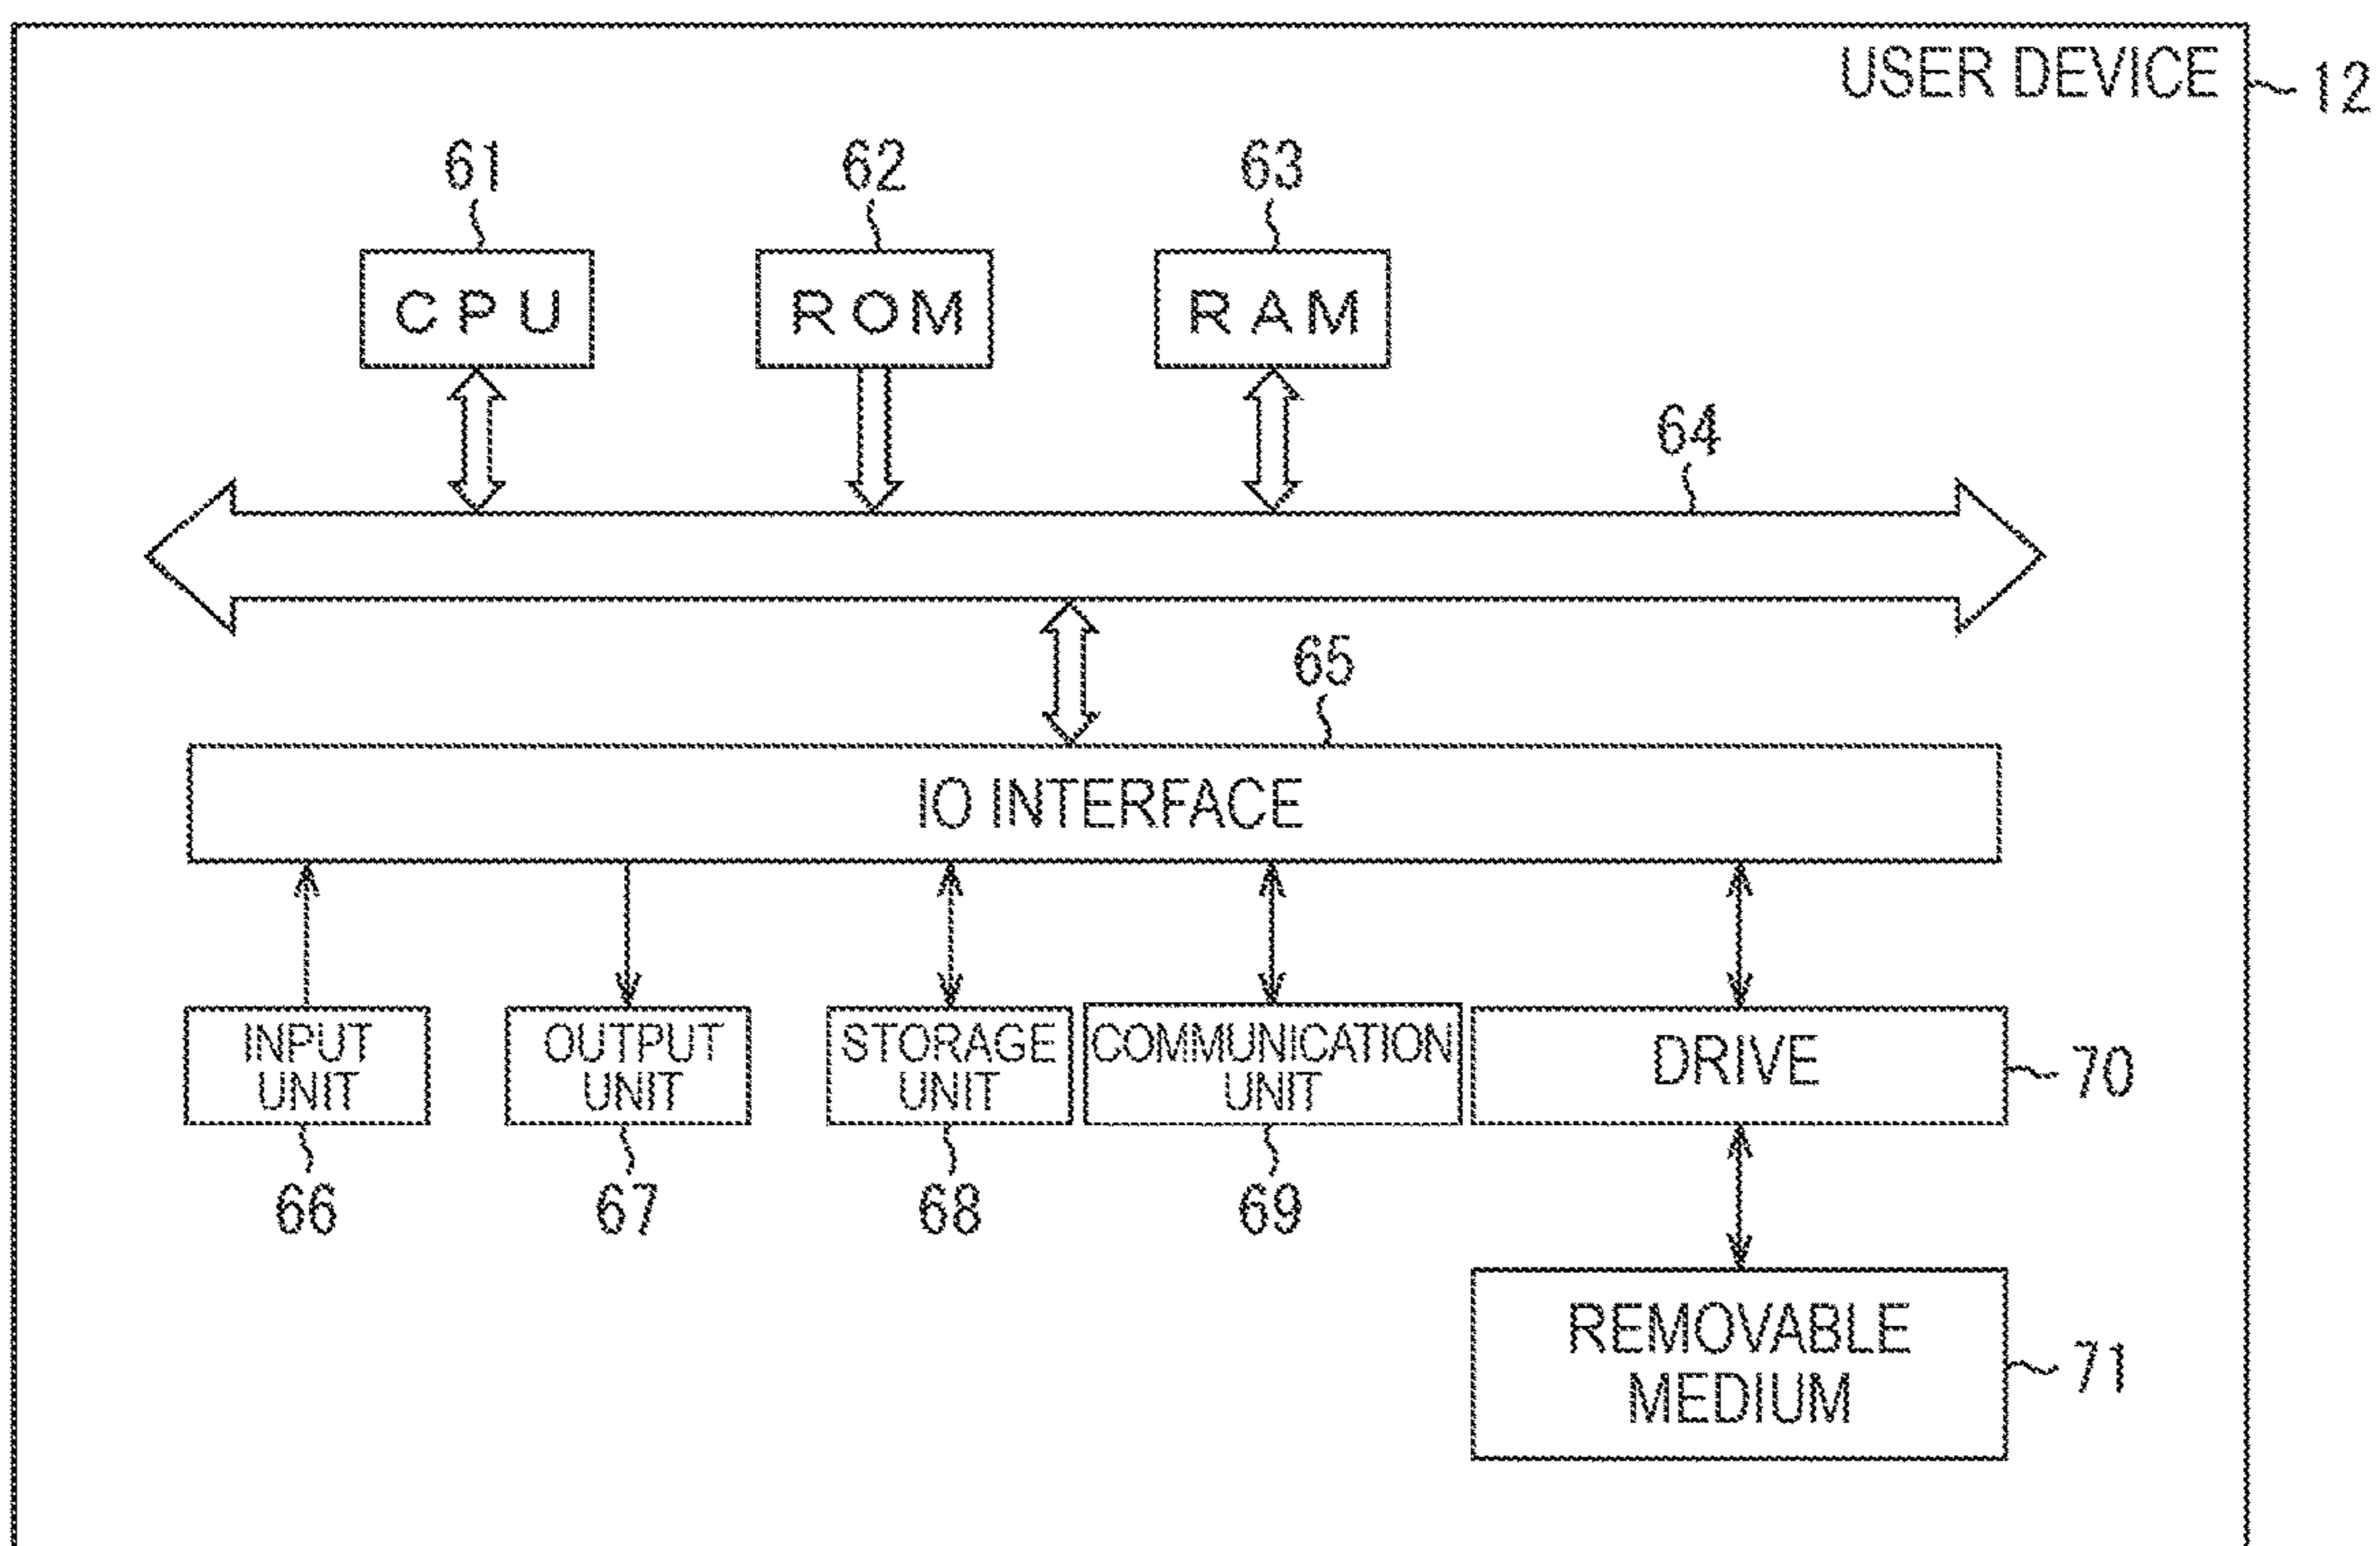 USER DEVICE
12
61
62
63
CPU
ROM
RAM
64
65
IO INTERFACE
INPUT
UNIT
OUTPUT
UNIT
STORAGE
UNIT
COMMUNICATION
UNIT
DRIVE
70
66
67
68
69
REMOVABLE
MEDIUM
71